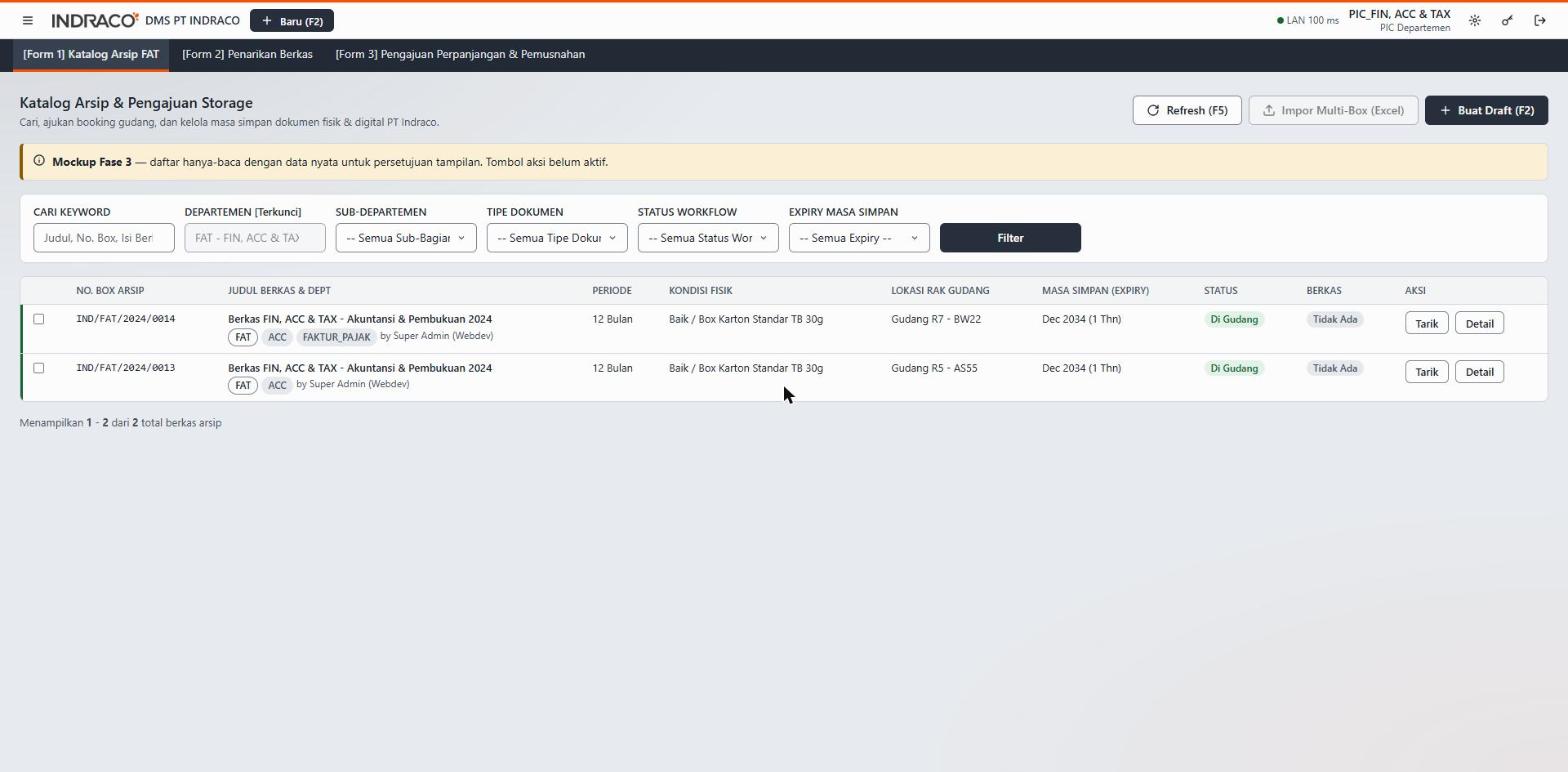 INDRACO DMS PT INDRACO + Baru (F2) LAN 100 ms PIC_FIN, ACC & TAX
PIC Departemen
[Form 1] Katalog Arsip FAT [Form 2] Penarikan Berkas [Form 3] Pengajuan Perpanjangan & Pemusnahan
Katalog Arsip & Pengajuan Storage
Cari, ajukan booking gudang, dan kelola masa simpan dokumen fisik & digital PT Indraco.
Refresh (F5) Impor Multi-Box (Excel) + Buat Draft (F2)
Mockup Fase 3 — daftar hanya-baca dengan data nyata untuk persetujuan tampilan. Tombol aksi belum aktif.
CARI KEYWORD DEPARTEMEN [Terkunci] SUB-DEPARTEMEN TIPE DOKUMEN STATUS WORKFLOW EXPIRY MASA SIMPAN
Judul, No. Box, Isi Berl FAT - FIN, ACC & TAX -- Semua Sub-Bagian -- Semua Tipe Dokur -- Semua Status Wor -- Semua Expiry -- Filter
NO. BOX ARSIP JUDUL BERKAS & DEPT PERIODE KONDISI FISIK LOKASI RAK GUDANG MASA SIMPAN (EXPIRY) STATUS BERKAS AKSI
IND/FAT/2024/0014 Berkas FIN, ACC & TAX - Akuntansi & Pembukuan 2024 12 Bulan Baik / Box Karton Standar TB 30g Gudang R7 - BW22 Dec 2034 (1 Thn) Di Gudang Tidak Ada Tarik Detail
FAT ACC FAKTUR_PAJAK by Super Admin (Webdev)
IND/FAT/2024/0013 Berkas FIN, ACC & TAX - Akuntansi & Pembukuan 2024 12 Bulan Baik / Box Karton Standar TB 30g Gudang R5 - AS55 Dec 2034 (1 Thn) Di Gudang Tidak Ada Tarik Detail
FAT ACC by Super Admin (Webdev)
Menampilkan 1 - 2 dari 2 total berkas arsip